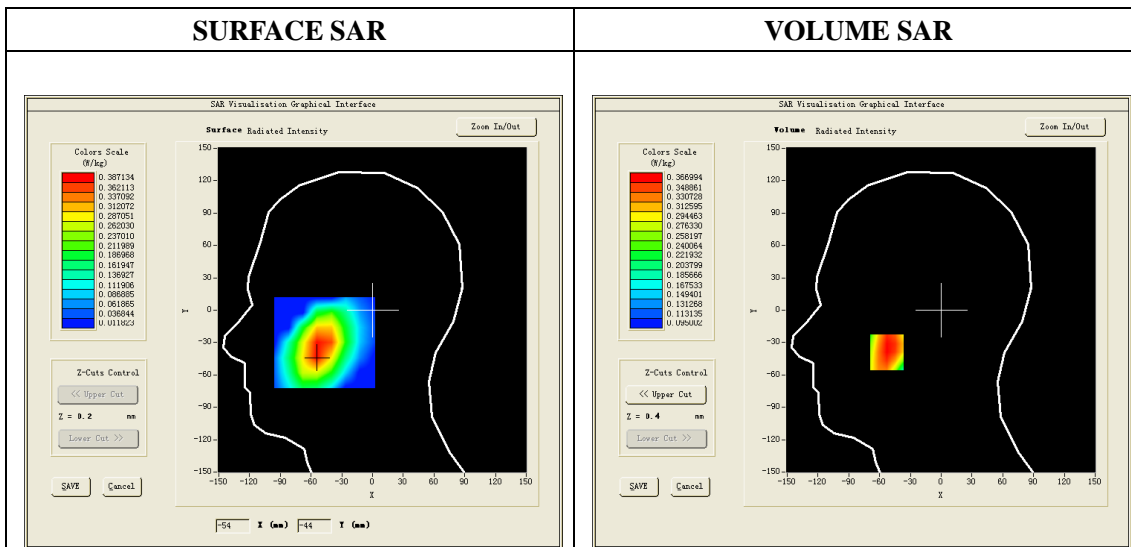 SURFACE SAR
VOLUME SAR
SAR Visualisation Graphical Interface
Surface Radiated Intensity
Zoom In/Out
Colors Scale
(W/kg)
0.387134
0.362113
0.337092
0.312072
0.287051
0.262030
0.237010
0.211989
0.186968
0.161947
0.136927
0.111906
0.086885
0.061865
0.036844
0.011823
150
120
90
60
30
0
-30
-60
-90
-120
-150
Y
-150 -120 -90 -60 -30 0 30 60 90 120 150
X
Z-Cuts Control
<< Upper Cut
Z = 0.2 mm
Lower Cut >>
SAVE Cancel
-54 X (mm) -44 Y (mm)
SAR Visualisation Graphical Interface
Volume Radiated Intensity
Zoom In/Out
Colors Scale
(W/kg)
0.366994
0.348861
0.330728
0.312595
0.294463
0.276330
0.258197
0.240064
0.221932
0.203799
0.185666
0.167533
0.149401
0.131268
0.113135
0.095002
150
120
90
60
30
0
-30
-60
-90
-120
-150
Y
-150 -120 -90 -60 -30 0 30 60 90 120 150
X
Z-Cuts Control
<< Upper Cut
Z = 0.4 mm
Lower Cut >>
SAVE Cancel